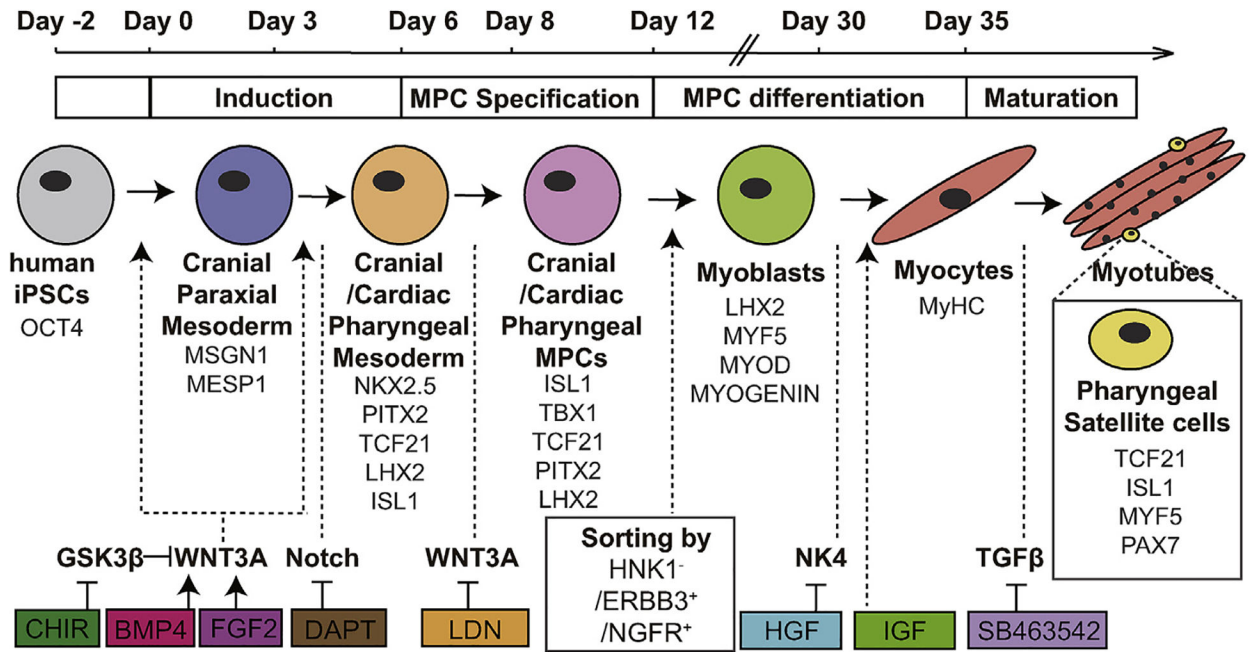 Day -2 Day 0 Day 3 Day 6 Day 8 Day 12 Day 30 Day 35
Induction MPC Specification MPC differentiation Maturation
human
iPSCs
OCT4
Cranial
Paraxial
Mesoderm
MSGN1
MESP1
Cranial
/Cardiac
Pharyngeal
Mesoderm
NKX2.5
PITX2
TCF21
LHX2
ISL1
Cranial
/Cardiac
Pharyngeal
MPCs
ISL1
TBX1
TCF21
PITX2
LHX2
Myoblasts
LHX2
MYF5
MYOD
MYOGENIN
Myocytes
MyHC
Myotubes
Pharyngeal
Satellite cells
TCF21
ISL1
MYF5
PAX7
GSK3β WNT3A Notch WNT3A
Sorting by
HNK1⁻
/ERBB3⁺
/NGFR⁺
NK4 TGFβ
CHIR BMP4 FGF2 DAPT LDN HGF IGF SB463542